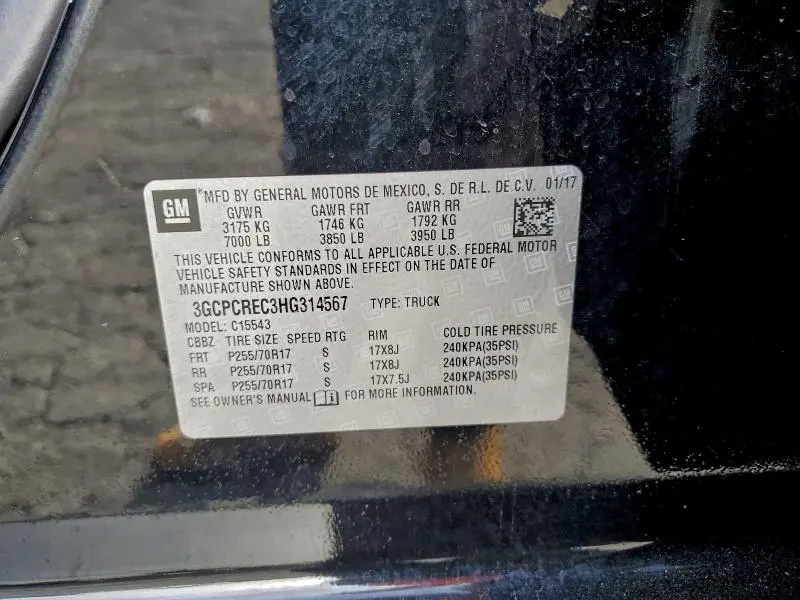 GM ®MFD BY GENERAL MOTORS DE MEXICO, S. DE R.L. DE C.V. 01/17
GVWR GAWR FRT GAWR RR
3175 KG 1746 KG 1792 KG
7000 LB 3850 LB 3950 LB
THIS VEHICLE CONFORMS TO ALL APPLICABLE U.S. FEDERAL MOTOR
VEHICLE SAFETY STANDARDS IN EFFECT ON THE DATE OF
MANUFACTURE SHOWN ABOVE.
3GCPCREC3HG314567 TYPE: TRUCK
MODEL: C15543
CBBZ TIRE SIZE SPEED RTG RIM COLD TIRE PRESSURE
FRT P255/70R17 S 17X8J 240KPA(35PSI)
RR P255/70R17 S 17X8J 240KPA(35PSI)
SPA P255/70R17 S 17X7.5J 240KPA(35PSI)
SEE OWNER'S MANUAL FOR MORE INFORMATION.